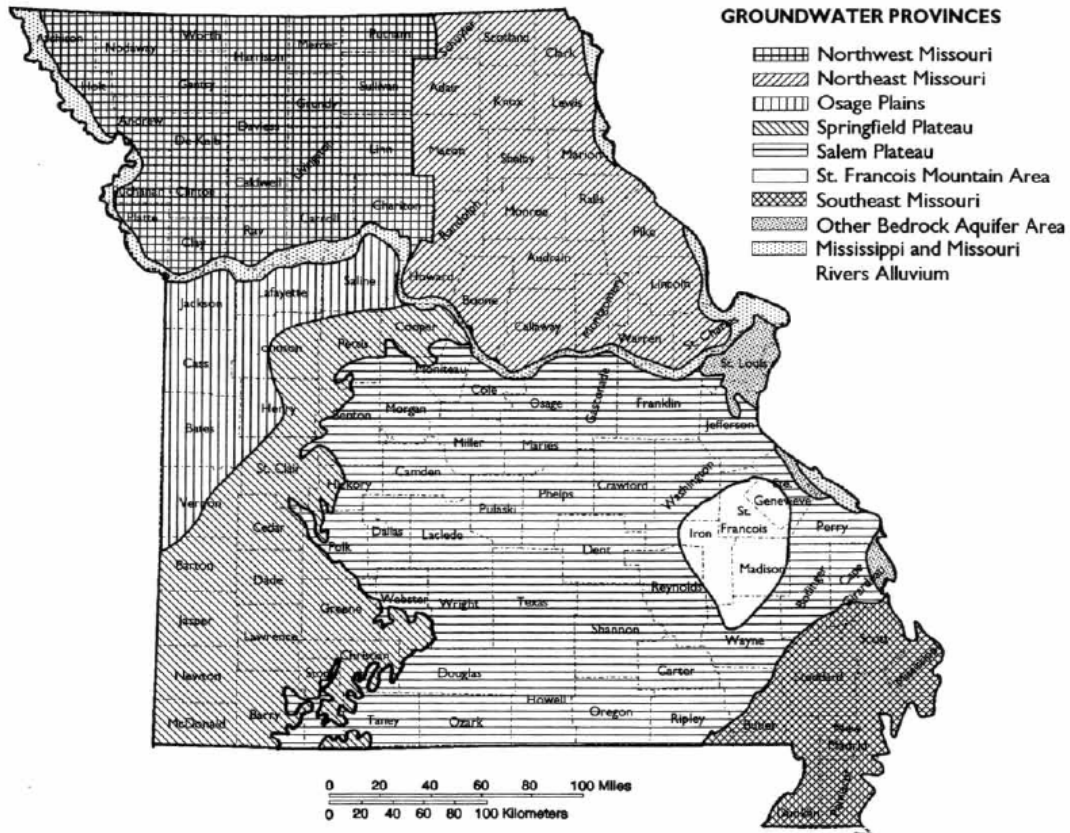 GROUNDWATER PROVINCES
Northwest Missouri
Northeast Missouri
Osage Plains
Springfield Plateau
Salem Plateau
St. Francois Mountain Area
Southeast Missouri
Other Bedrock Aquifer Area
Mississippi and Missouri
Rivers Alluvium
Atchison
Nodaway
Worth
Harrison
Mercer
Putnam
Schuyler
Scotland
Clark
Holt
Gentry
Grundy
Sullivan
Adair
Knox
Lewis
Andrew
De Kalb
Daviess
Livingston
Linn
Macon
Shelby
Marion
Clinton
Caldwell
Chariton
Randolph
Monroe
Ralls
Platte
Clay
Ray
Carroll
Howard
Audrain
Pike
Jackson
Lafayette
Saline
Boone
Callaway
Montgomery
Lincoln
Warren
St. Louis
Cass
Pettis
Cooper
Moniteau
Cole
Osage
Gasconade
Franklin
Jefferson
Bates
Henry
Benton
Morgan
Miller
Maries
St. Clair
Hickory
Camden
Pulaski
Phelps
Crawford
Washington
Ste.
Genevieve
Vernon
Cedar
Polk
Dallas
Laclede
Dent
Iron
St.
Francois
Madison
Perry
Barton
Dade
Greene
Webster
Wright
Texas
Reynolds
Bollinger
Cape
Girardeau
Jasper
Lawrence
Christian
Douglas
Shannon
Wayne
Scott
Newton
Howell
Carter
Stoddard
McDonald
Barry
Taney
Ozark
Oregon
Ripley
Butler
New
Madrid
0 20 40 60 80 100 Miles
0 20 40 60 80 100 Kilometers